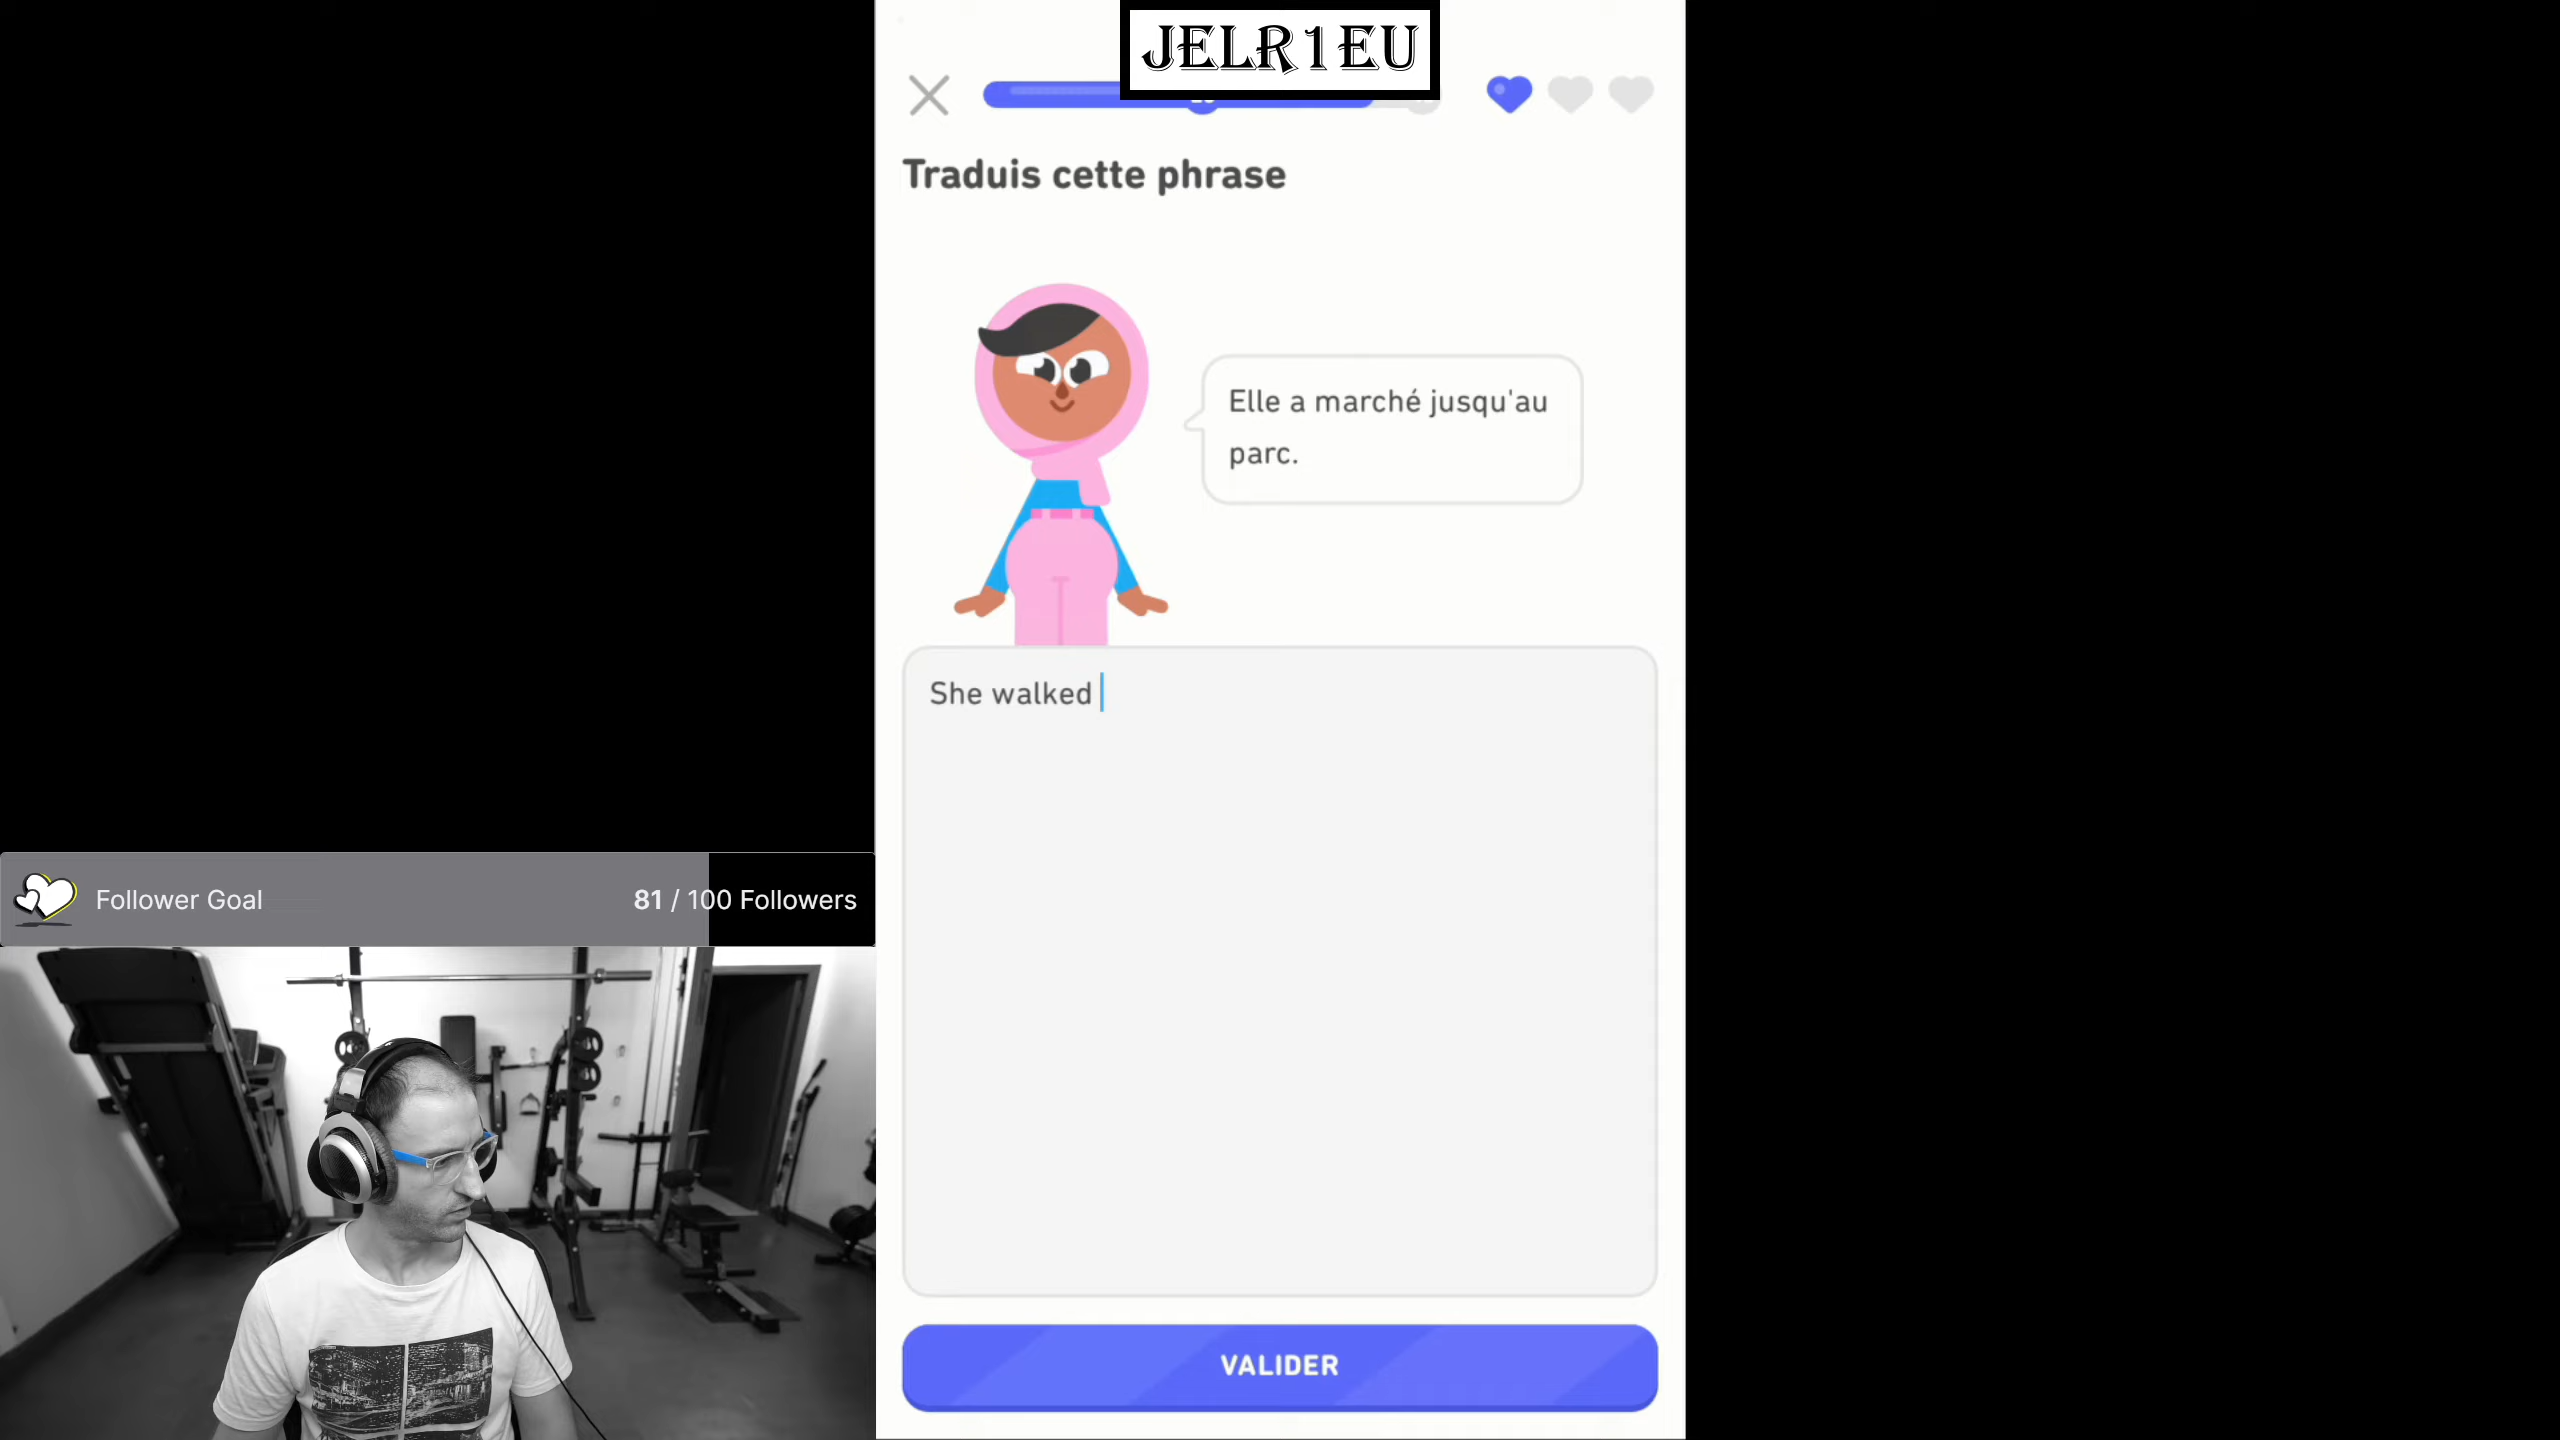 JELR1EU
Traduis cette phrase
Elle a marché jusqu'au
parc.
She walked
Follower Goal
81 / 100 Followers
VALIDER